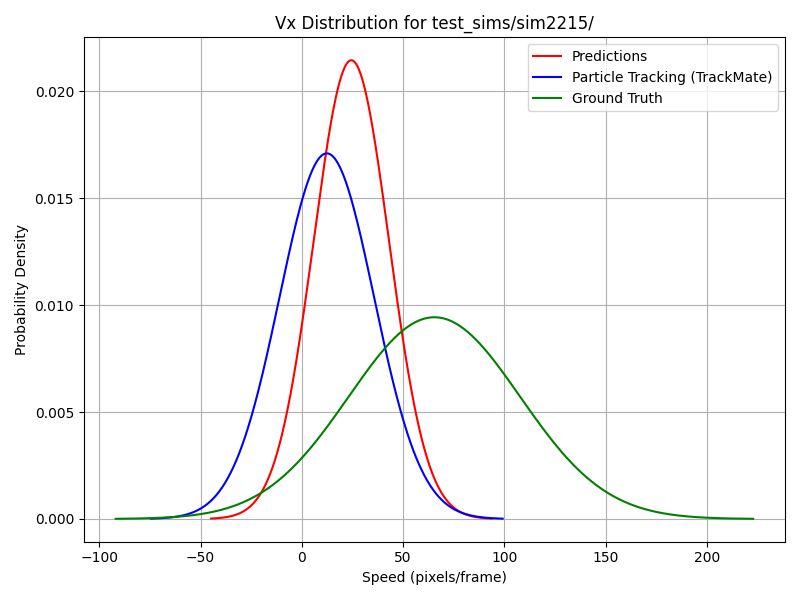 Vx Distribution for test_sims/sim2215/
Predictions
Particle Tracking (TrackMate)
Ground Truth
Probability Density
0.020
0.015
0.010
0.005
0.000
−100
−50
0
50
100
150
200
Speed (pixels/frame)